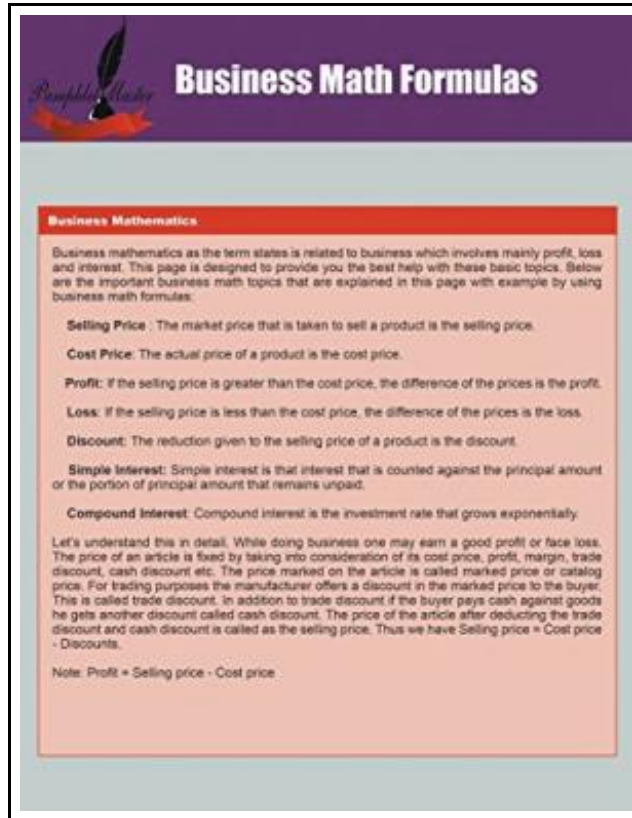 Pamphlet Master
Business Math Formulas
Business Mathematics
Business mathematics as the term states is related to business which involves mainly profit, loss
and interest. This page is designed to provide you the best help with these basic topics. Below
are the important business math topics that are explained in this page with example by using
business math formulas:
Selling Price : The market price that is taken to sell a product is the selling price.
Cost Price: The actual price of a product is the cost price.
Profit: If the selling price is greater than the cost price, the difference of the prices is the profit.
Loss: If the selling price is less than the cost price, the difference of the prices is the loss.
Discount: The reduction given to the selling price of a product is the discount.
Simple Interest: Simple interest is that interest that is counted against the principal amount
or the portion of principal amount that remains unpaid.
Compound Interest: Compound interest is the investment rate that grows exponentially.
Let's understand this in detail. While doing business one may earn a good profit or face loss.
The price of an article is fixed by taking into consideration of its cost price, profit, margin, trade
discount, cash discount etc. The price marked on the article is called marked price or catalog
price. For trading purposes the manufacturer offers a discount in the marked price to the buyer.
This is called trade discount. In addition to trade discount if the buyer pays cash against goods
he gets another discount called cash discount. The price of the article after deducting the trade
discount and cash discount is called as the selling price. Thus we have Selling price = Cost price
- Discounts.
Note: Profit = Selling price - Cost price